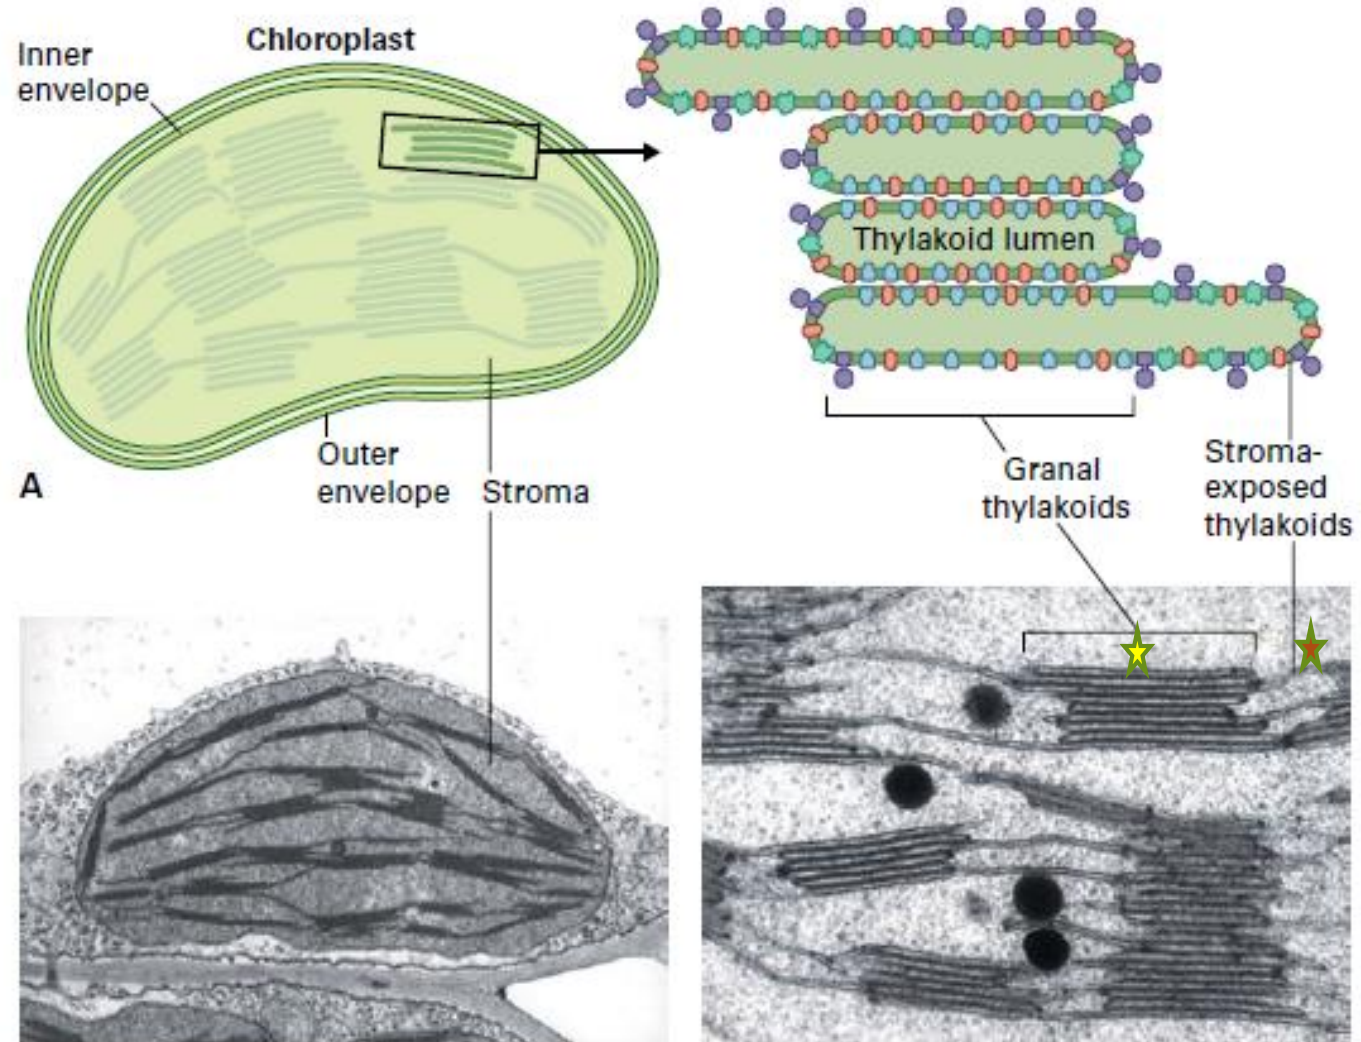 Chloroplast
Inner
envelope
Thylakoid lumen
Outer
envelope
Stroma
A
Granal
thylakoids
Stroma-
exposed
thylakoids